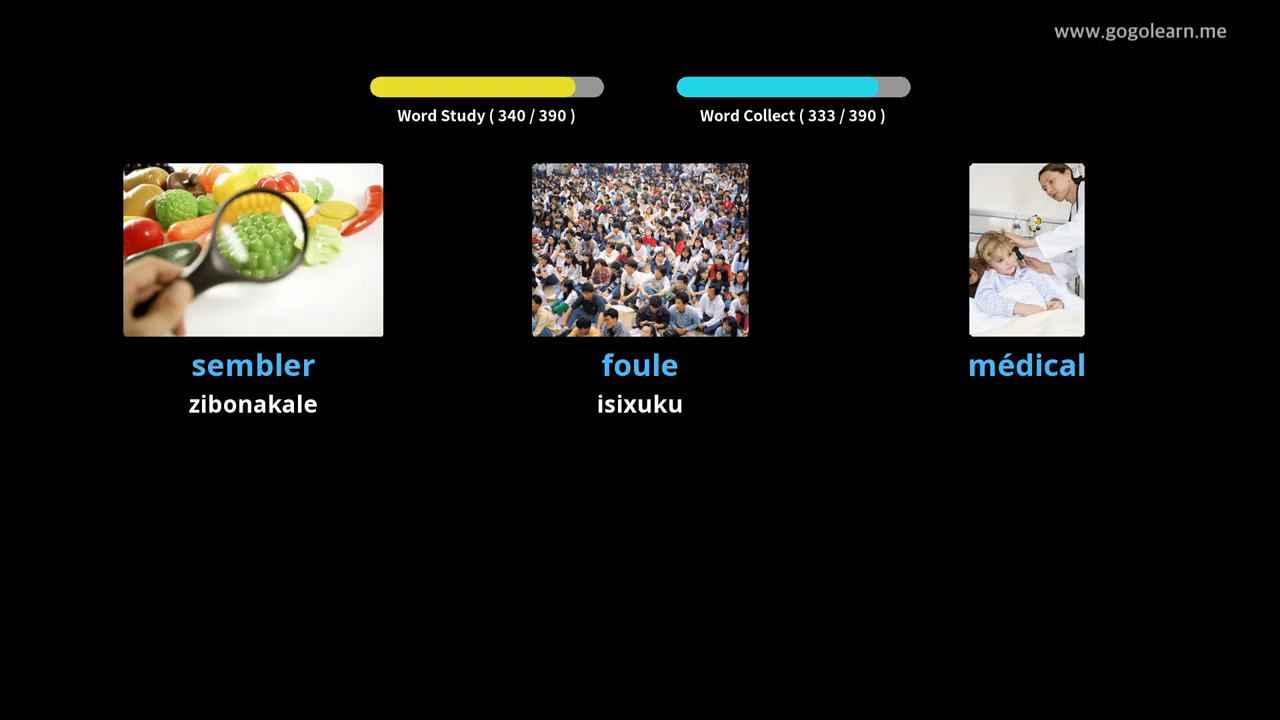 www.gogolearn.me
Word Study ( 340 / 390 )
Word Collect ( 333 / 390 )
sembler
zibonakale
foule
isixuku
médical